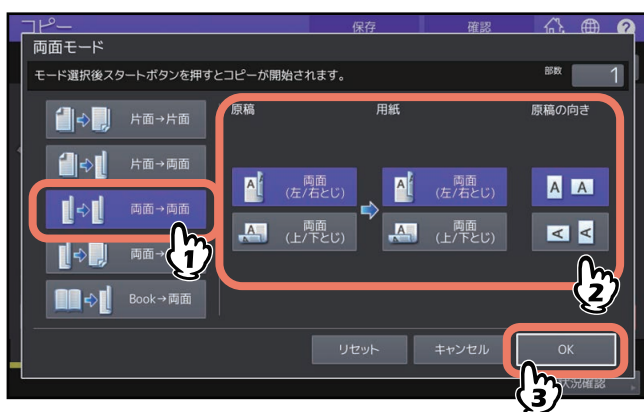 コピー
保存
確認
?
両面モード
モード選択後スタートボタンを押すとコピーが開始されます。
部数
1
片面→片面
片面→両面
両面→両面
両面→
Book→両面
原稿
用紙
原稿の向き
A
両面
(左/右とじ)
A
両面
(左/右とじ)
A A
A
両面
(上/下とじ)
A
両面
(上/下とじ)
A A
1
2
リセット
キャンセル
OK
3
状況確認